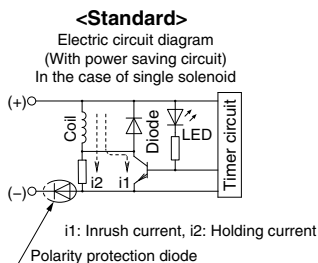 <Standard>
Electric circuit diagram
(With power saving circuit)
In the case of single solenoid
(+)
Coil
Diode
LED
Timer circuit
i2
i1
(–)
i1: Inrush current, i2: Holding current
Polarity protection diode